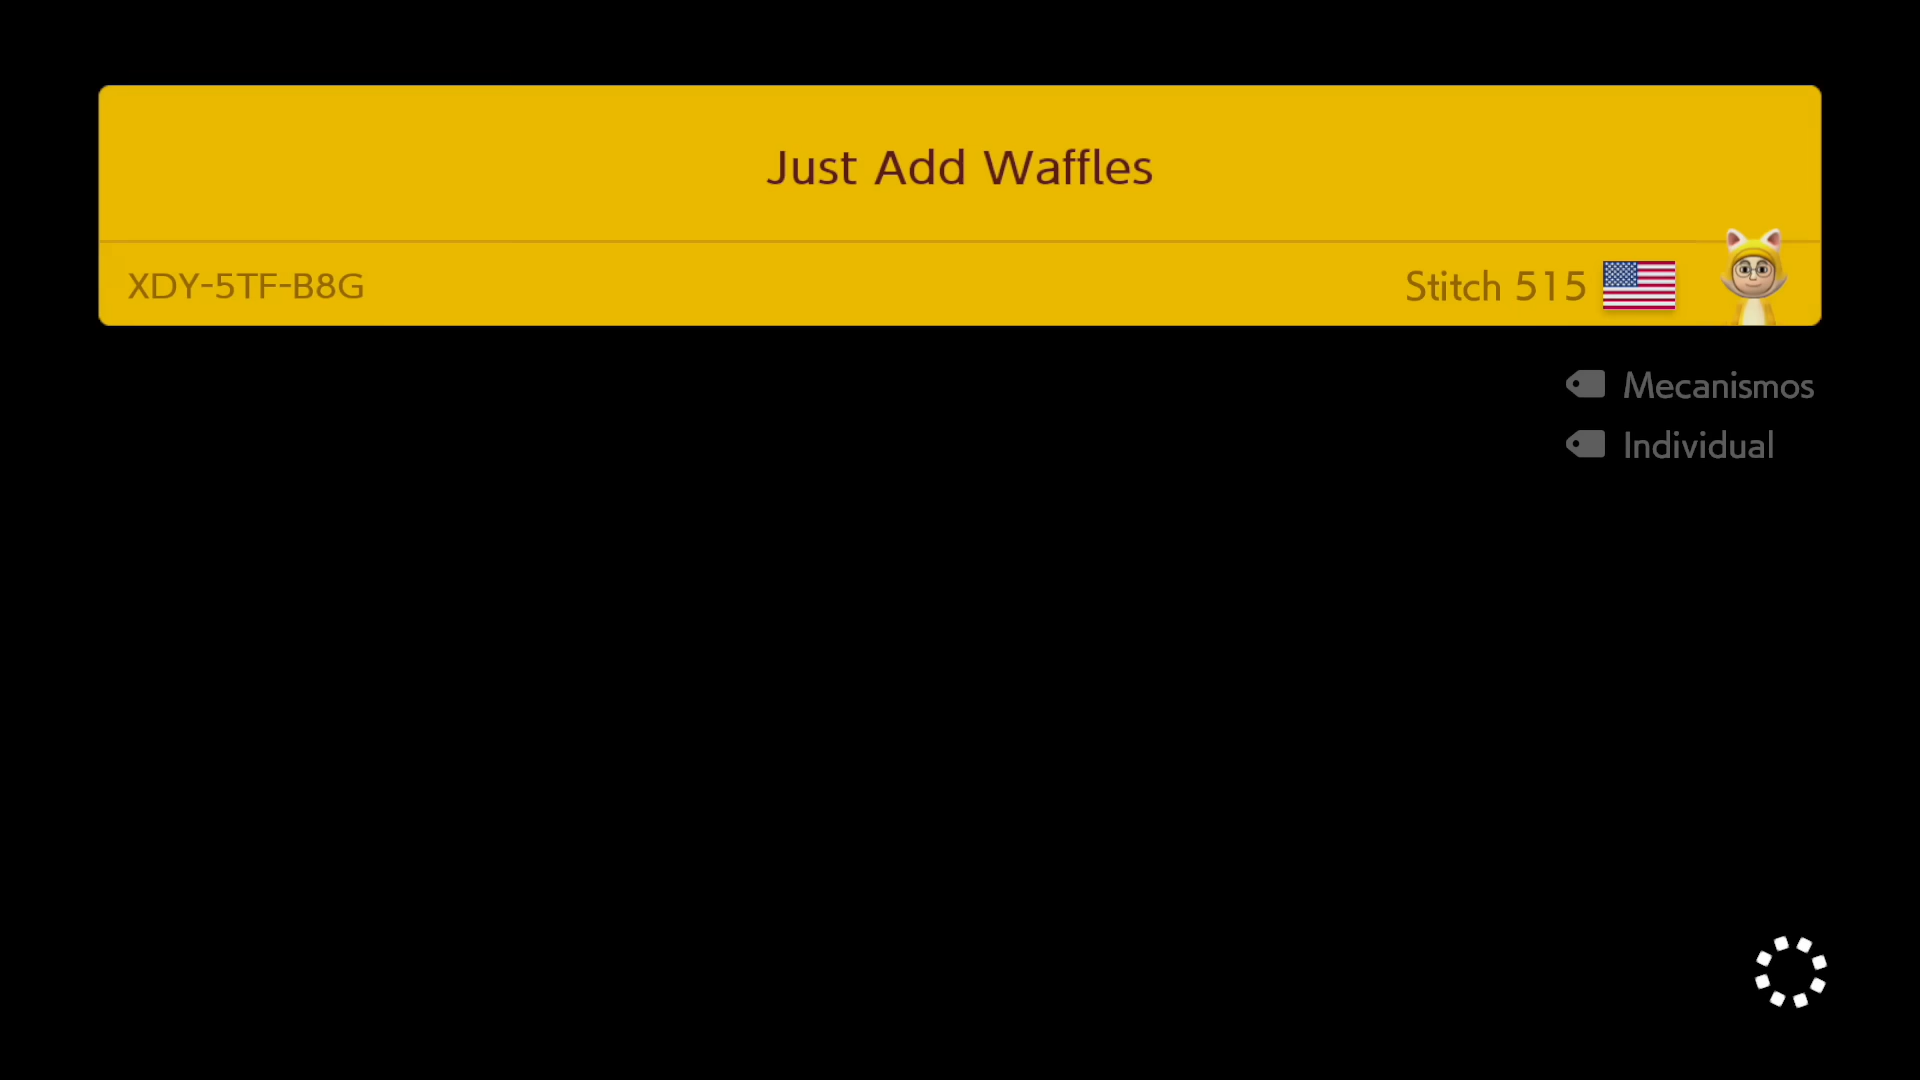 Just Add Waffles
XDY-5TF-B8G
Stitch 515
Mecanismos
Individual